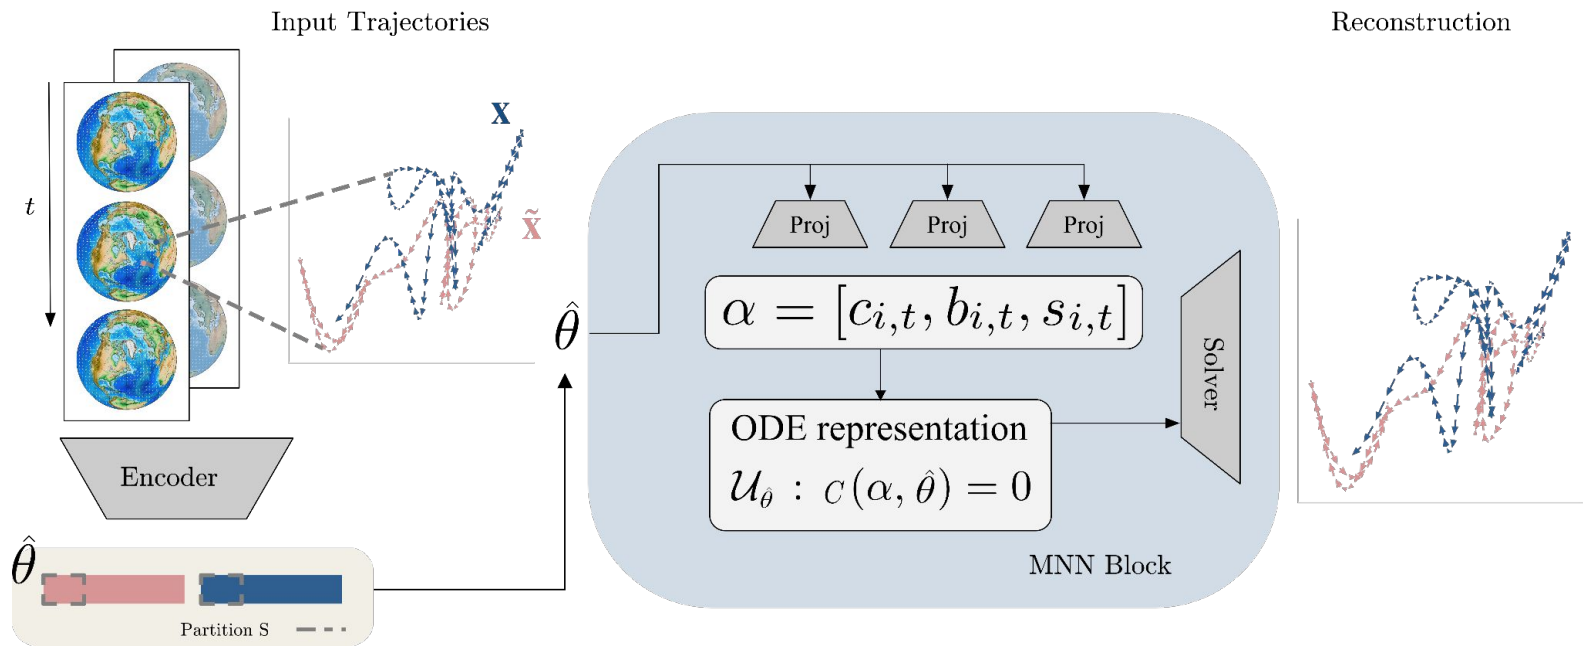 Input Trajectories
Reconstruction
t
X
X̃
Proj
Proj
Proj
θ̂
α = [c_{i,t}, b_{i,t}, s_{i,t}]
Solver
ODE representation
𝒰_θ̂ : C(α, θ̂) = 0
MNN Block
Encoder
θ̂
Partition S